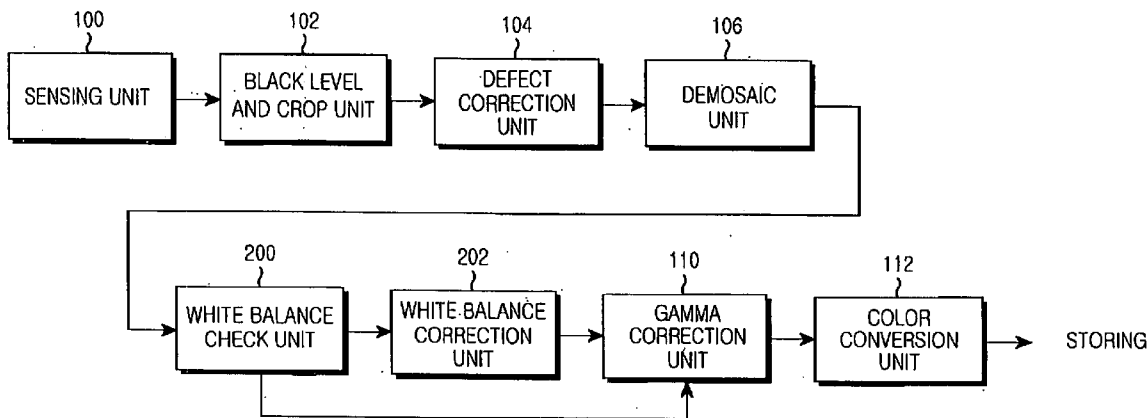 100
102
104
106
SENSING UNIT
BLACK LEVEL
AND CROP UNIT
DEFECT
CORRECTION
UNIT
DEMOSAIC
UNIT
200
202
110
112
WHITE BALANCE
CHECK UNIT
WHITE BALANCE
CORRECTION
UNIT
GAMMA
CORRECTION
UNIT
COLOR
CONVERSION
UNIT
STORING